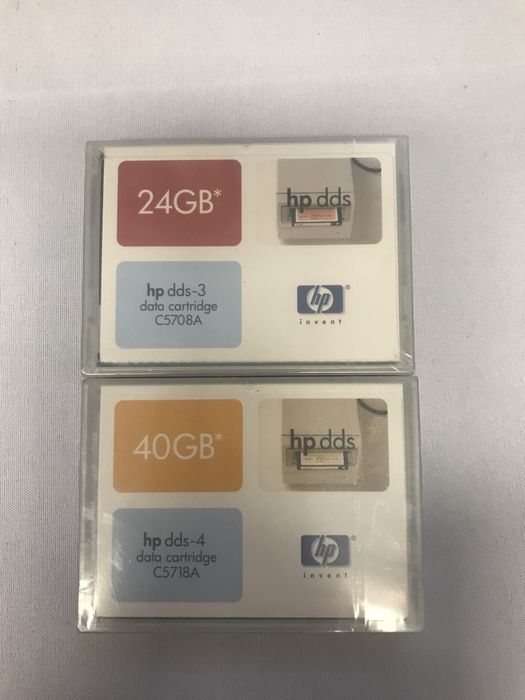 24GB*
hp dds
hp dds-3
data cartridge
C5708A
hp®
invent
40GB*
hp dds
hp dds-4
data cartridge
C5718A
hp®
invent